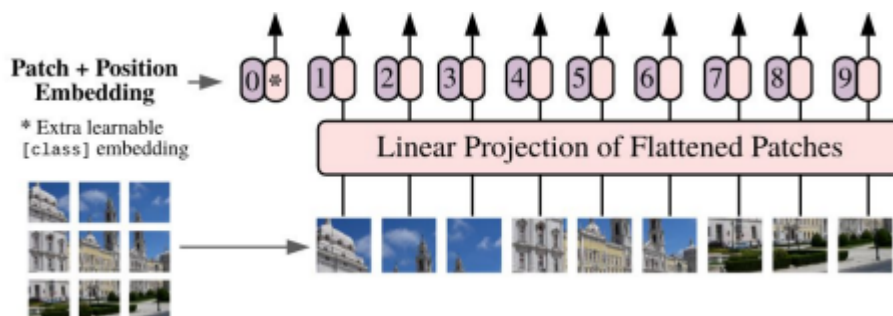 Patch + Position
Embedding
0 * 1 2 3 4 5 6 7 8 9
* Extra learnable
[class] embedding
Linear Projection of Flattened Patches